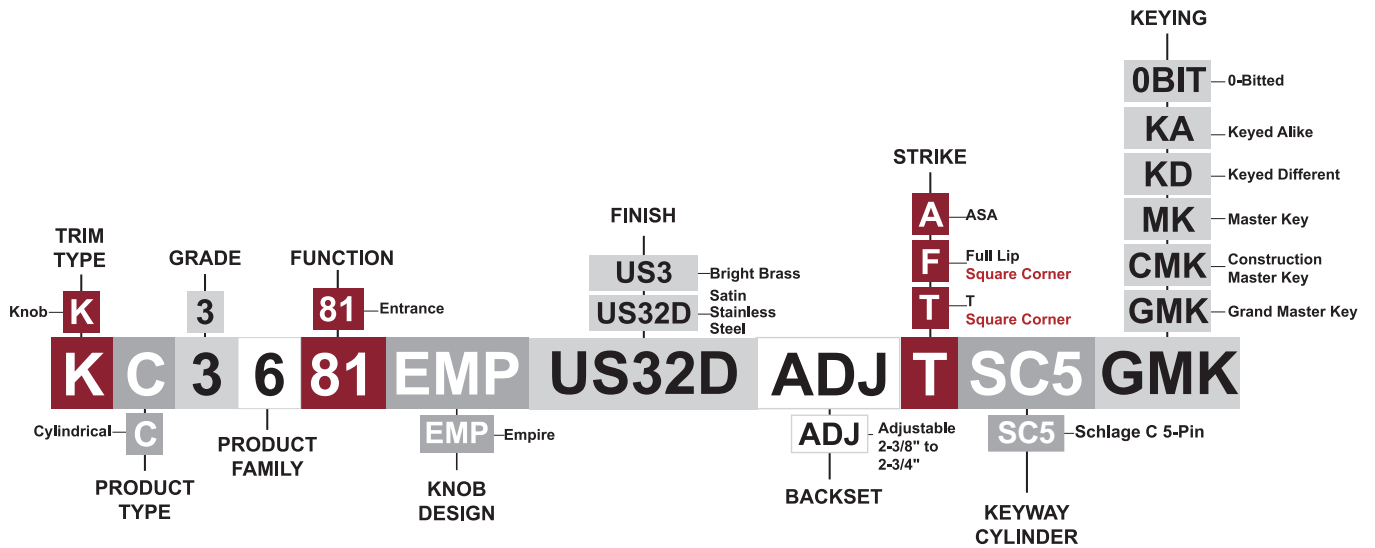 KEYING
0BIT 0-Bitted
KA Keyed Alike
KD Keyed Different
MK Master Key
CMK Construction
Master Key
GMK Grand Master Key
STRIKE
A ASA
F Full Lip
Square Corner
T T
Square Corner
FINISH
US3 Bright Brass
US32D Satin
Stainless
Steel
TRIM
TYPE
Knob K
GRADE
3
FUNCTION
81 Entrance
K C 3 6 81 EMP US32D ADJ T SC5 GMK
Cylindrical C
PRODUCT
TYPE
PRODUCT
FAMILY
EMP Empire
KNOB
DESIGN
ADJ Adjustable
2-3/8" to
2-3/4"
BACKSET
SC5 Schlage C 5-Pin
KEYWAY
CYLINDER